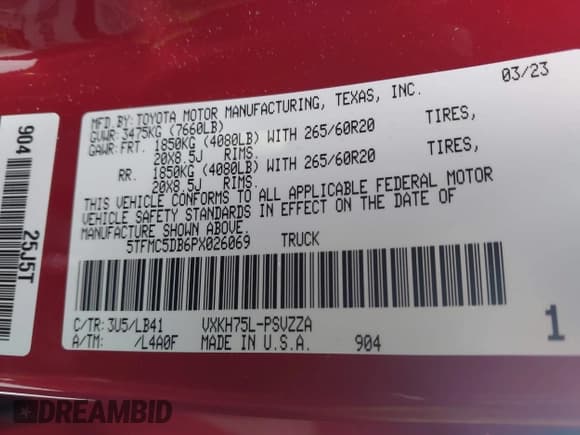 03/23
MFD.BY: TOYOTA MOTOR MANUFACTURING, TEXAS, INC.
GVWR: 3475KG (7660LB)
GAWR: FRT. 1850KG (4080LB) WITH 265/60R20 TIRES,
20X8.5J RIMS.
RR. 1850KG (4080LB) WITH 265/60R20 TIRES,
20X8.5J RIMS.
THIS VEHICLE CONFORMS TO ALL APPLICABLE FEDERAL MOTOR
VEHICLE SAFETY STANDARDS IN EFFECT ON THE DATE OF
MANUFACTURE SHOWN ABOVE.
5TFMC5DB6PX026069 TRUCK
C/TR: 3U5/LB41 VXKH75L-PSVZZA
A/TM: /L4A0F MADE IN U.S.A. 904
1
904 25J5T
DREAMBID